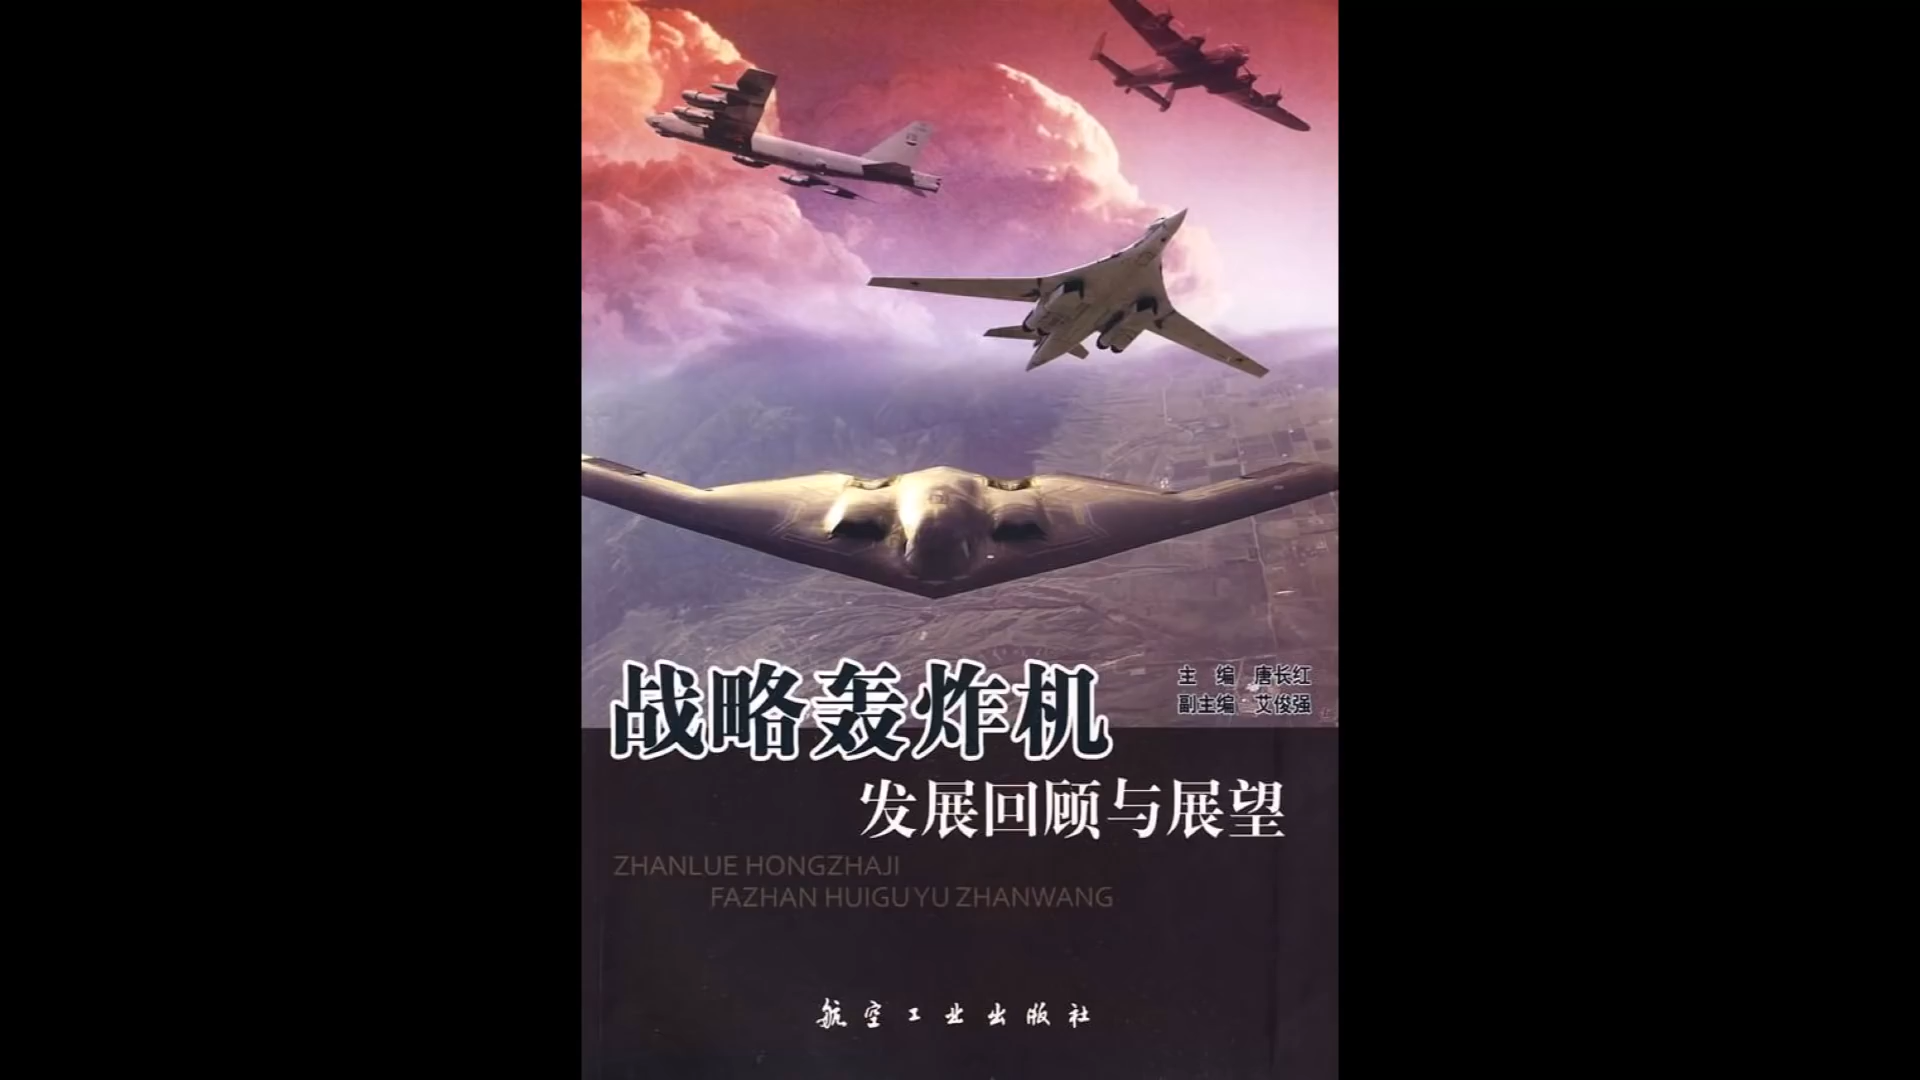 主 编 唐长红
副主编 艾俊强
战略轰炸机
发展回顾与展望
ZHANLUE HONGZHAJI
FAZHAN HUIGU YU ZHANWANG
航空工业出版社